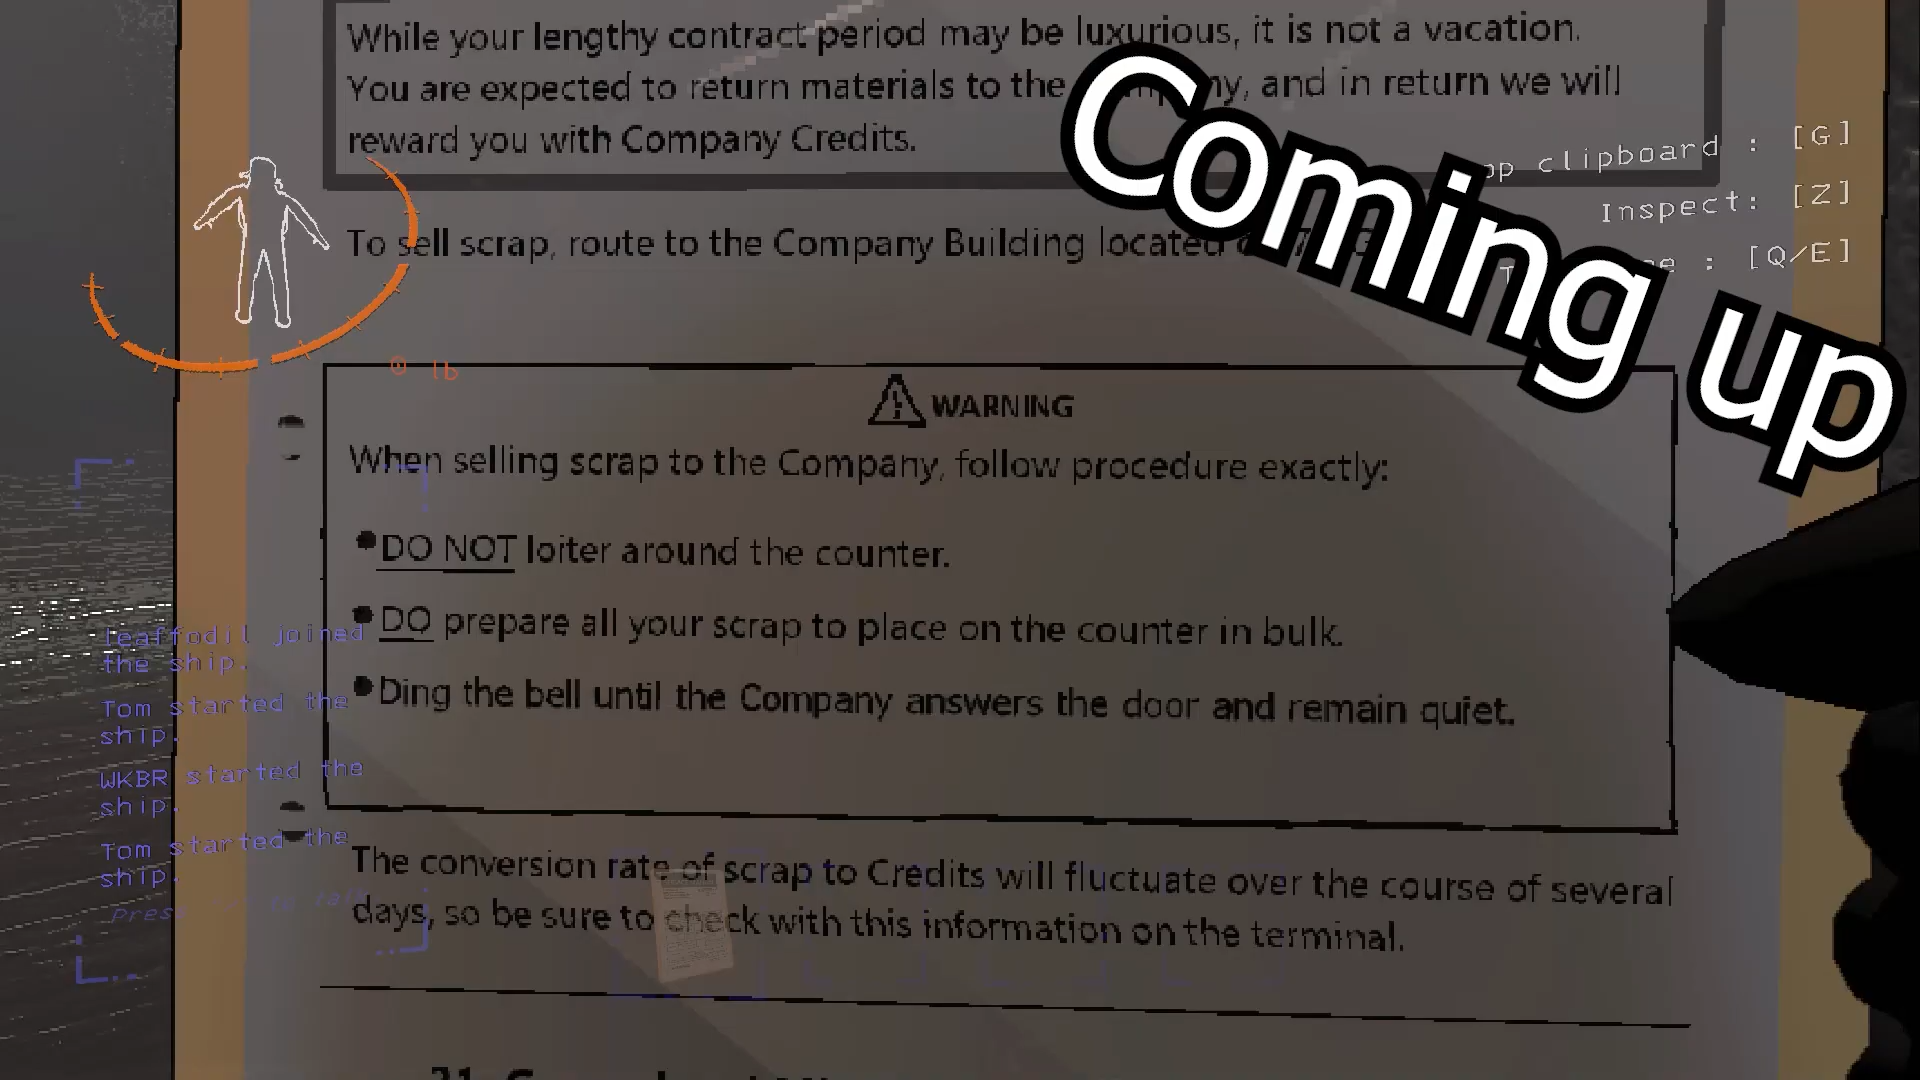 While your lengthy contract period may be luxurious, it is not a vacation.
You are expected to return materials to the and in return we will
reward you with Company Credits.
Coming up
clipboard : [G]
Inspect: [Z]
: [Q/E]
To sell scrap, route to the Company Building located
0 lb
WARNING
When selling scrap to the Company, follow procedure exactly:
DO NOT loiter around the counter.
DO prepare all your scrap to place on the counter in bulk.
Ding the bell until the Company answers the door and remain quiet.
leaffodil joined
the ship.
Tom started the
ship.
WKBR started the
ship.
Tom started the
ship.
The conversion rate of scrap to Credits will fluctuate over the course of several
days, so be sure to check with this information on the terminal.